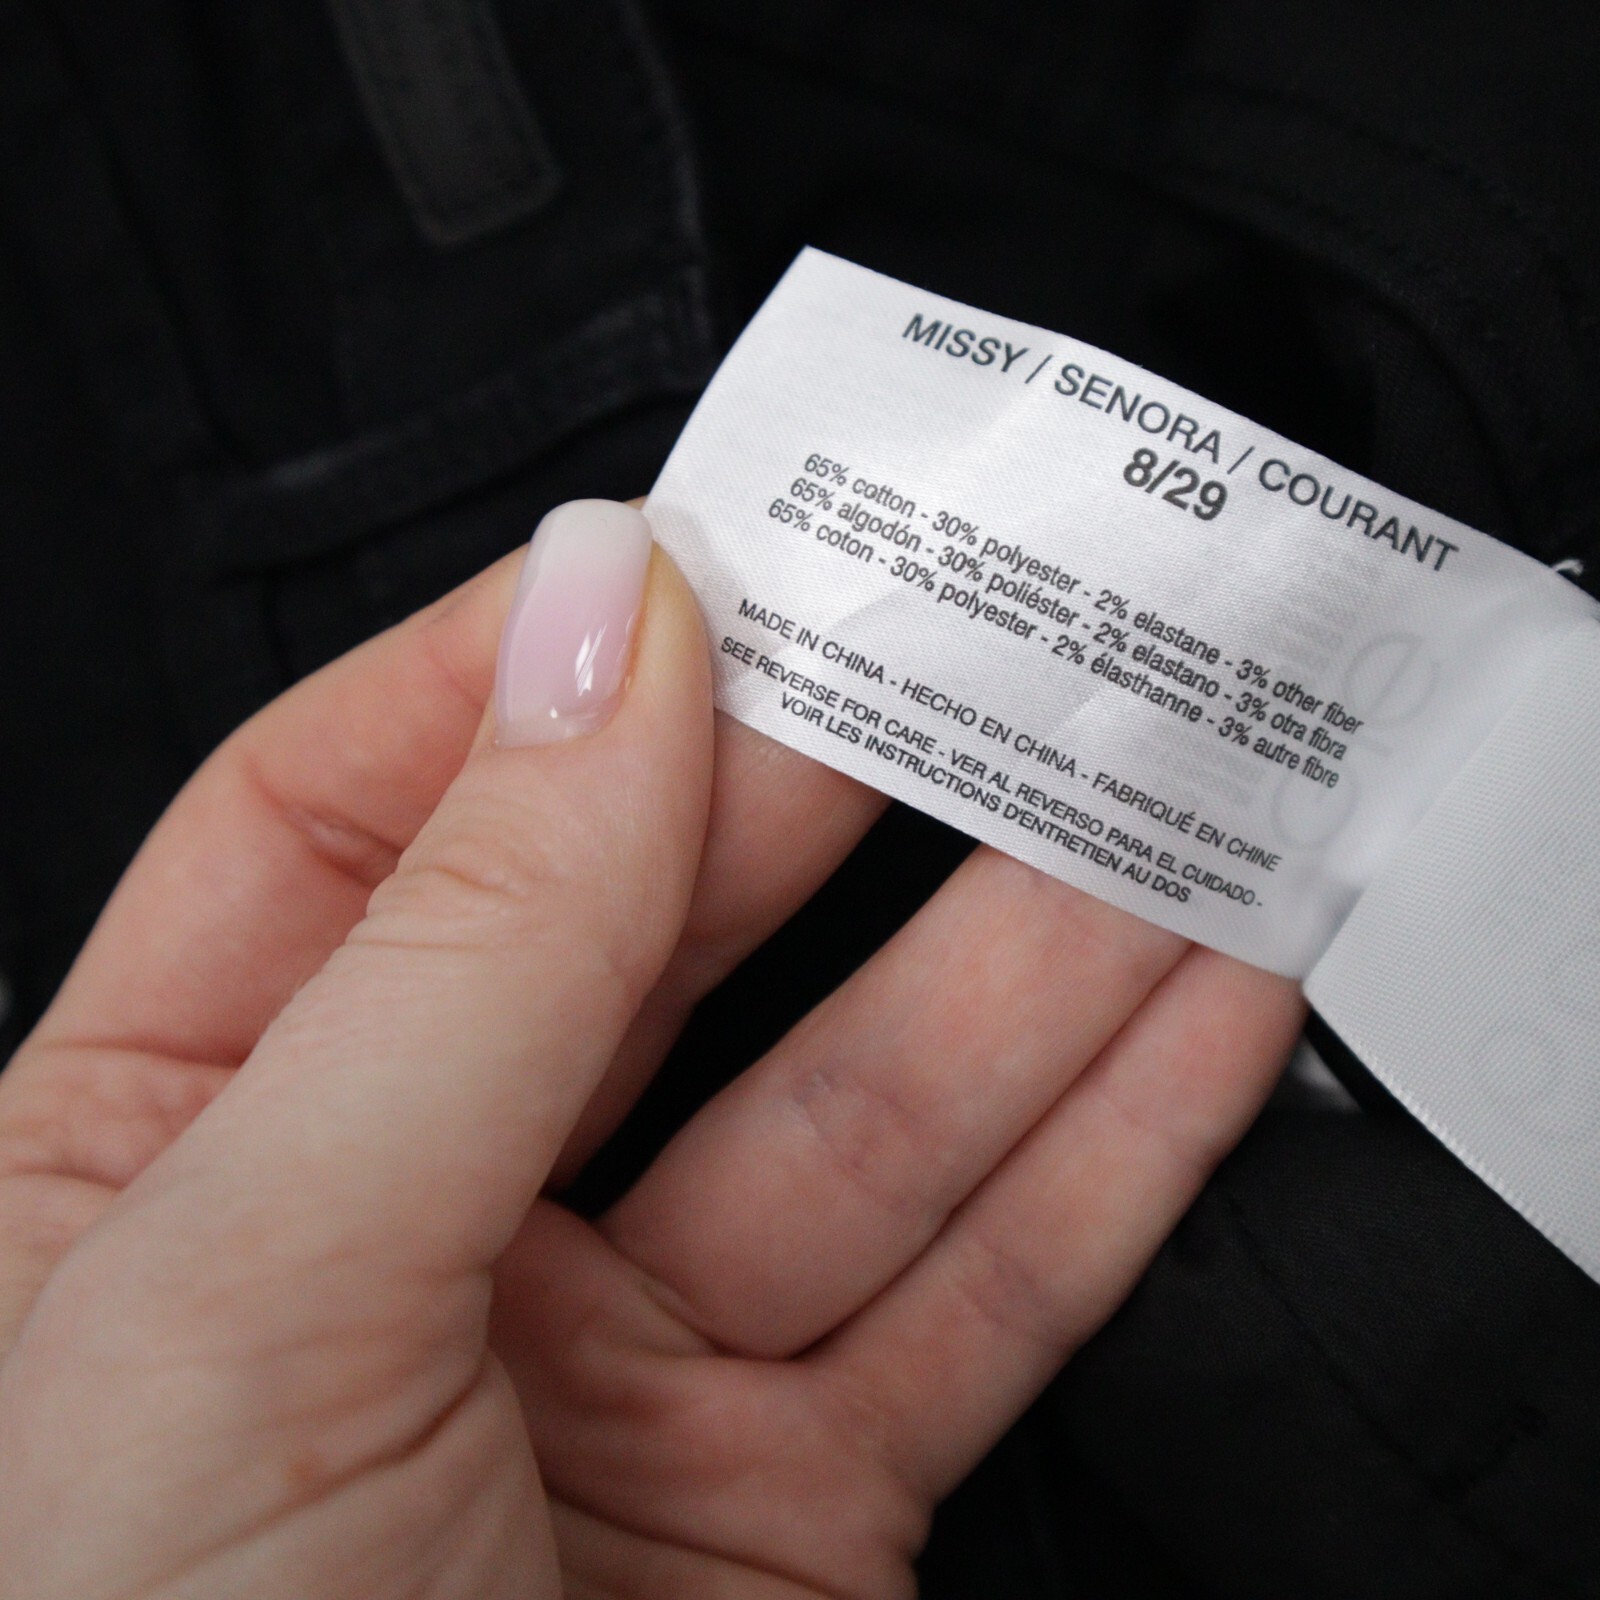 MISSY / SENORA / COURANT
8/29
65% cotton - 30% polyester - 2% elastane - 3% other fiber
65% algodón - 30% poliéster - 2% elastano - 3% otra fibra
65% coton - 30% polyester - 2% élasthanne - 3% autre fibre
MADE IN CHINA - HECHO EN CHINA - FABRIQUÉ EN CHINE
SEE REVERSE FOR CARE - VER AL REVERSO PARA EL CUIDADO -
VOIR LES INSTRUCTIONS D'ENTRETIEN AU DOS